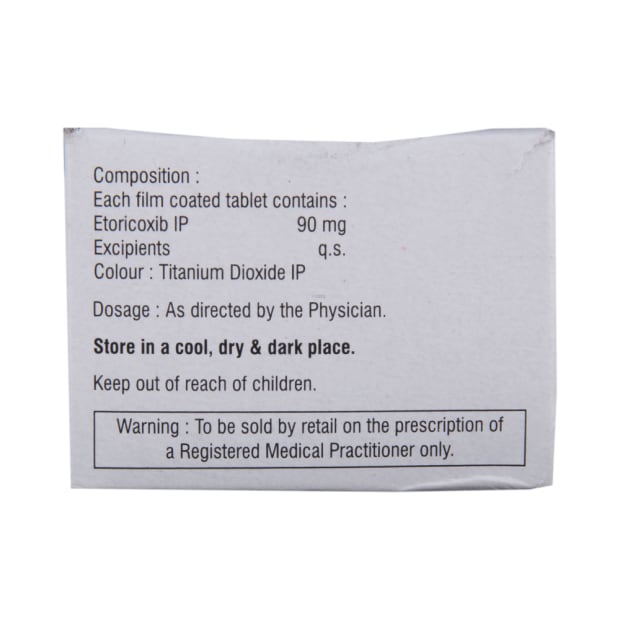 Composition :
Each film coated tablet contains :
Etoricoxib IP 90 mg
Excipients q.s.
Colour : Titanium Dioxide IP
Dosage : As directed by the Physician.
Store in a cool, dry & dark place.
Keep out of reach of children.
Warning : To be sold by retail on the prescription of
a Registered Medical Practitioner only.